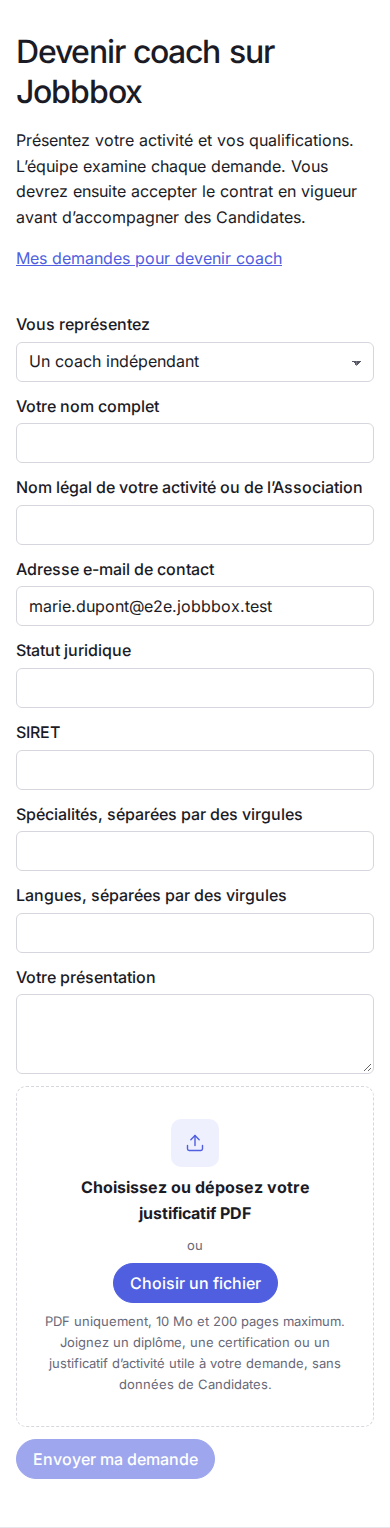 Devenir coach sur
Jobbbox
Présentez votre activité et vos qualifications.
L’équipe examine chaque demande. Vous
devrez ensuite accepter le contrat en vigueur
avant d’accompagner des Candidates.
Mes demandes pour devenir coach
Vous représentez
Un coach indépendant
Votre nom complet
Nom légal de votre activité ou de l’Association
Adresse e-mail de contact
marie.dupont@e2e.jobbbox.test
Statut juridique
SIRET
Spécialités, séparées par des virgules
Langues, séparées par des virgules
Votre présentation
Choisissez ou déposez votre
justificatif PDF
ou
Choisir un fichier
PDF uniquement, 10 Mo et 200 pages maximum.
Joignez un diplôme, une certification ou un
justificatif d’activité utile à votre demande, sans
données de Candidates.
Envoyer ma demande